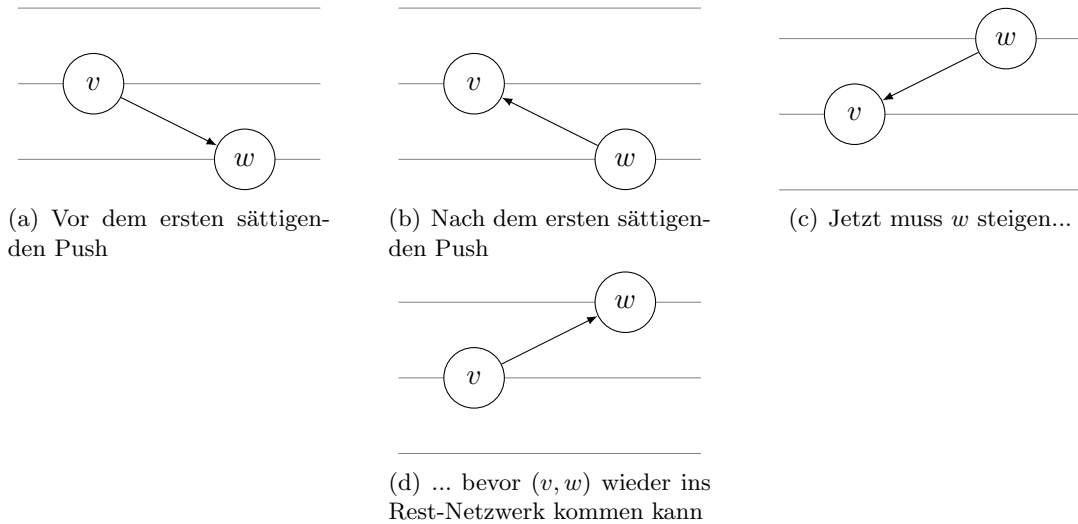 v
w
(a) Vor dem ersten sättigen-
den Push
v
w
(b) Nach dem ersten sättigen-
den Push
w
v
(c) Jetzt muss w steigen...
w
v
(d) ... bevor (v, w) wieder ins
Rest-Netzwerk kommen kann